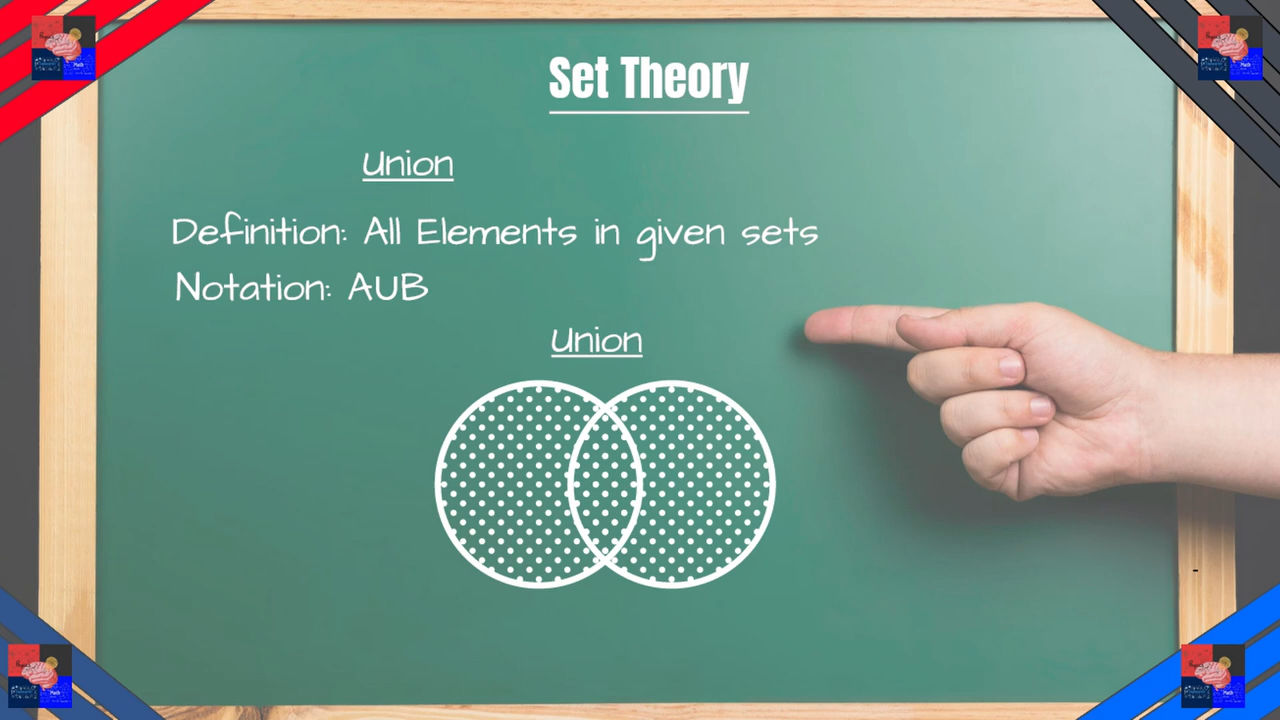 Set Theory
Union
Definition: All Elements in given sets
Notation: AUB
Union